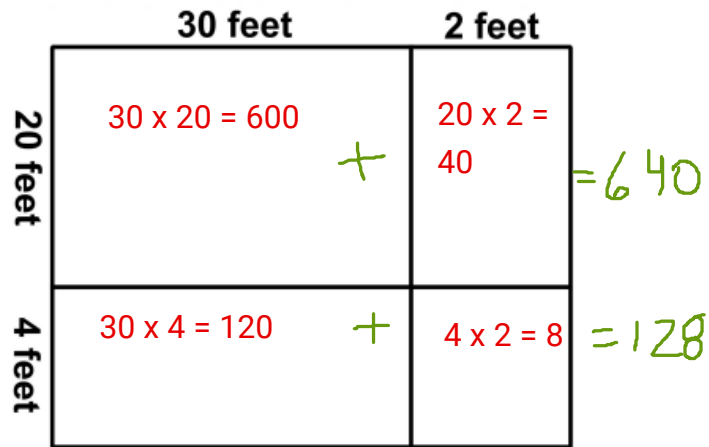 30 feet 2 feet
20 feet
30 x 20 = 600
+
20 x 2 =
40
=640
4 feet
30 x 4 = 120
+
4 x 2 = 8
=128